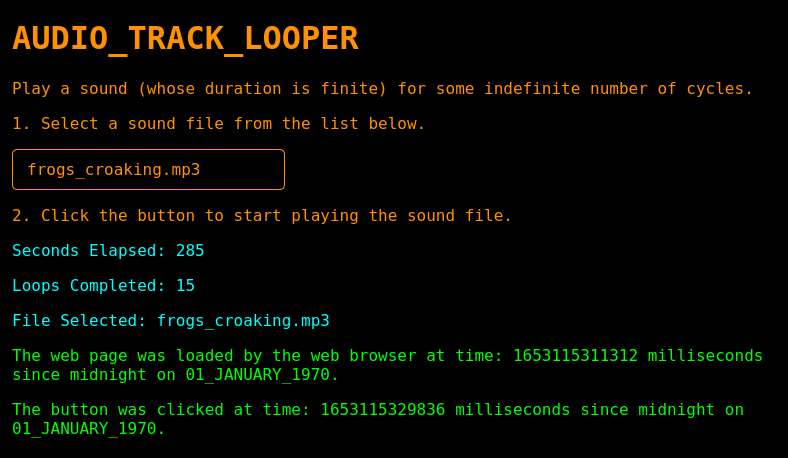 AUDIO_TRACK_LOOPER
Play a sound (whose duration is finite) for some indefinite number of cycles.
1. Select a sound file from the list below.
frogs_croaking.mp3
2. Click the button to start playing the sound file.
Seconds Elapsed: 285
Loops Completed: 15
File Selected: frogs_croaking.mp3
The web page was loaded by the web browser at time: 1653115311312 milliseconds
since midnight on 01_JANUARY_1970.
The button was clicked at time: 1653115329836 milliseconds since midnight on
01_JANUARY_1970.